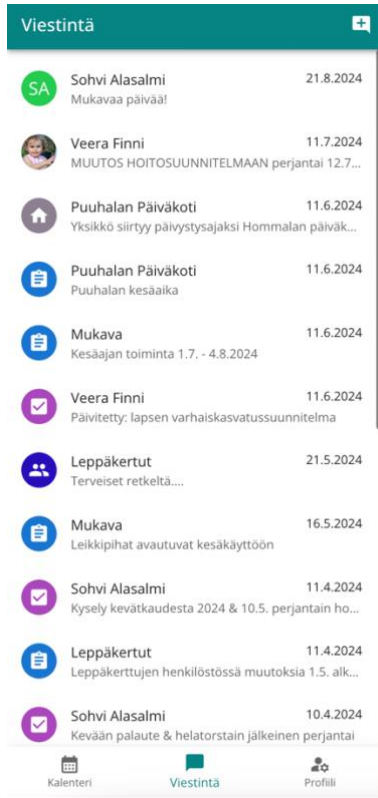 Viestintä
SA
Sohvi Alasalmi 21.8.2024
Mukavaa päivää!
Veera Finni 11.7.2024
MUUTOS HOITOSUUNNITELMAAN perjantai 12.7...
Puuhalan Päiväkoti 11.6.2024
Yksikkö siirtyy päivystysajaksi Hommalan päiväk...
Puuhalan Päiväkoti 11.6.2024
Puuhalan kesäaika
Mukava 11.6.2024
Kesäajan toiminta 1.7. - 4.8.2024
Veera Finni 11.6.2024
Päivitetty: lapsen varhaiskasvatussuunnitelma
Leppäkertut 21.5.2024
Terveiset retkeltä....
Mukava 16.5.2024
Leikkipihat avautuvat kesäkäyttöön
Sohvi Alasalmi 11.4.2024
Kysely kevätkaudesta 2024 & 10.5. perjantain ho...
Leppäkertut 11.4.2024
Leppäkerttujen henkilöstössä muutoksia 1.5. alk...
Sohvi Alasalmi 10.4.2024
Kevään palaute & helatorstain jälkeinen perjantai
Kalenteri Viestintä Profiili